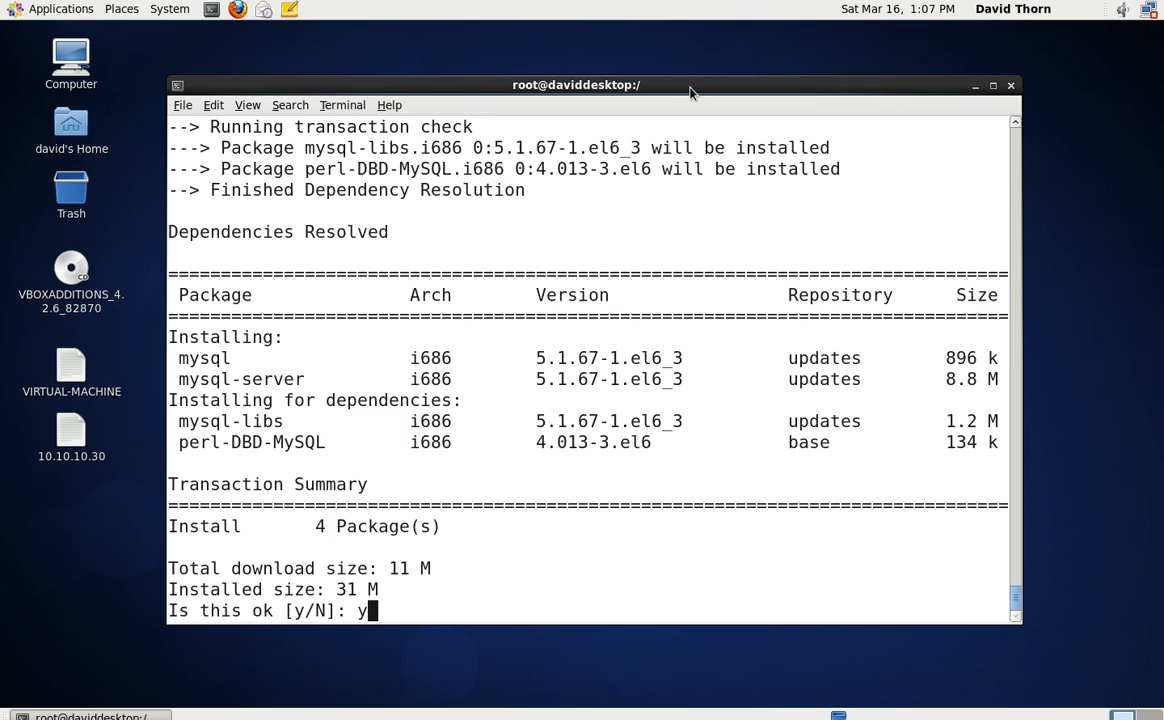 Applications Places System Sat Mar 16, 1:07 PM David Thorn
Computer
david's Home
Trash
VBOXADDITIONS_4.
2.6_82870
VIRTUAL-MACHINE
10.10.10.30
root@daviddesktop:/
File Edit View Search Terminal Help
--> Running transaction check
---> Package mysql-libs.i686 0:5.1.67-1.el6_3 will be installed
---> Package perl-DBD-MySQL.i686 0:4.013-3.el6 will be installed
--> Finished Dependency Resolution
Dependencies Resolved
================================================================================
Package Arch Version Repository Size
================================================================================
Installing:
mysql i686 5.1.67-1.el6_3 updates 896 k
mysql-server i686 5.1.67-1.el6_3 updates 8.8 M
Installing for dependencies:
mysql-libs i686 5.1.67-1.el6_3 updates 1.2 M
perl-DBD-MySQL i686 4.013-3.el6 base 134 k
Transaction Summary
================================================================================
Install 4 Package(s)
Total download size: 11 M
Installed size: 31 M
Is this ok [y/N]: y
root@daviddesktop:/